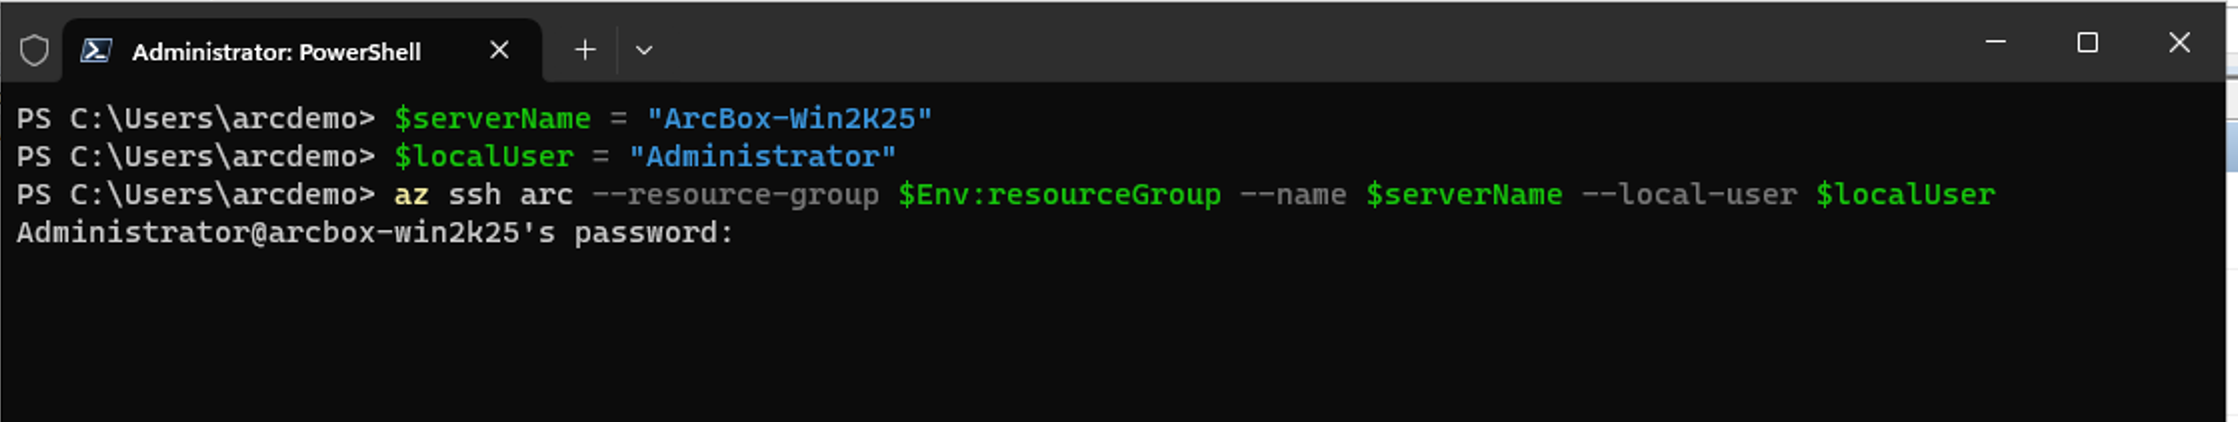 Administrator: PowerShell
PS C:\Users\arcdemo> $serverName = "ArcBox-Win2K25"
PS C:\Users\arcdemo> $localUser = "Administrator"
PS C:\Users\arcdemo> az ssh arc --resource-group $Env:resourceGroup --name $serverName --local-user $localUser
Administrator@arcbox-win2k25's password: